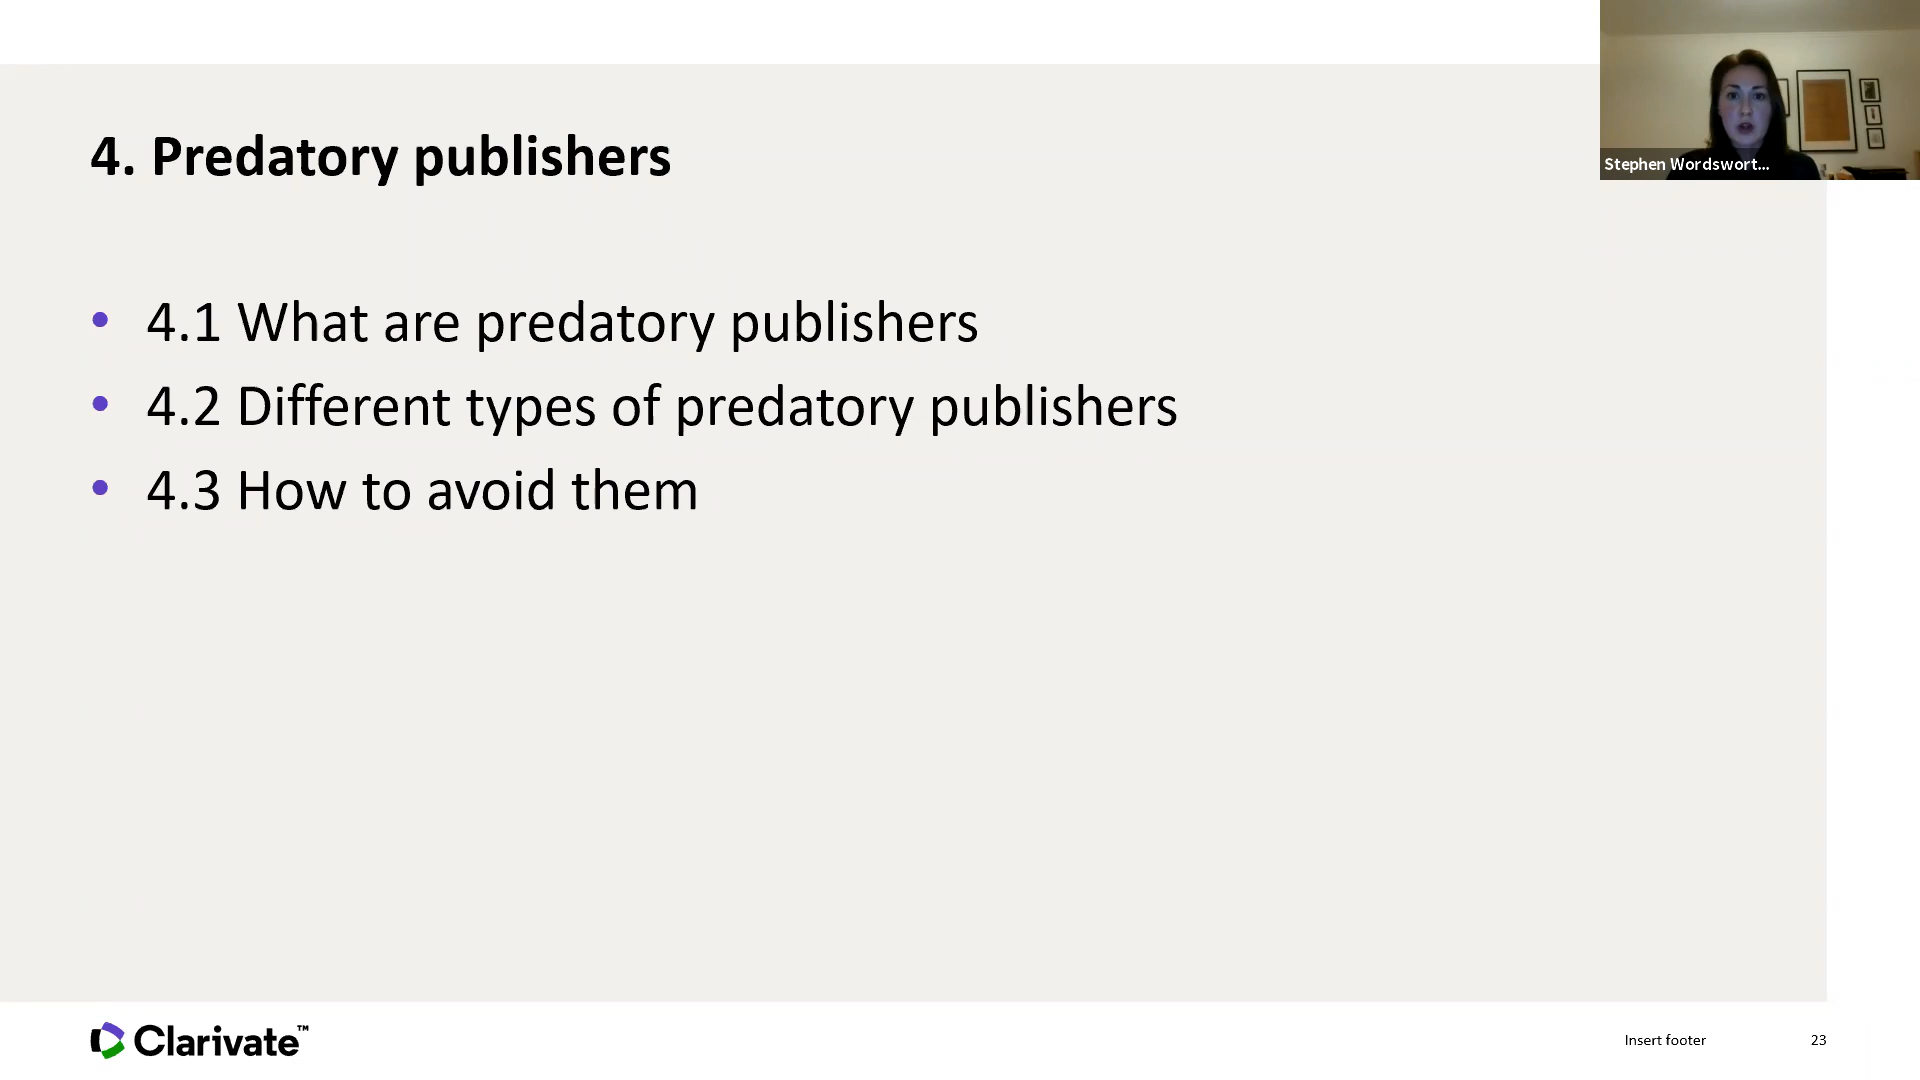 4. Predatory publishers
Stephen Wordswort...
• 4.1 What are predatory publishers
• 4.2 Different types of predatory publishers
• 4.3 How to avoid them
Clarivate™
Insert footer
23